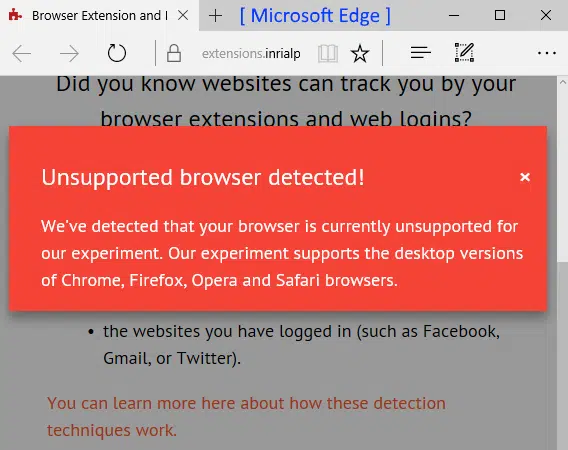 Browser Extension and I
[ Microsoft Edge ]
extensions.inrialp
Did you know websites can track you by your
browser extensions and web logins?
Unsupported browser detected!
×
We've detected that your browser is currently unsupported for
our experiment. Our experiment supports the desktop versions
of Chrome, Firefox, Opera and Safari browsers.
• the websites you have logged in (such as Facebook,
Gmail, or Twitter).
You can learn more here about how these detection
techniques work.